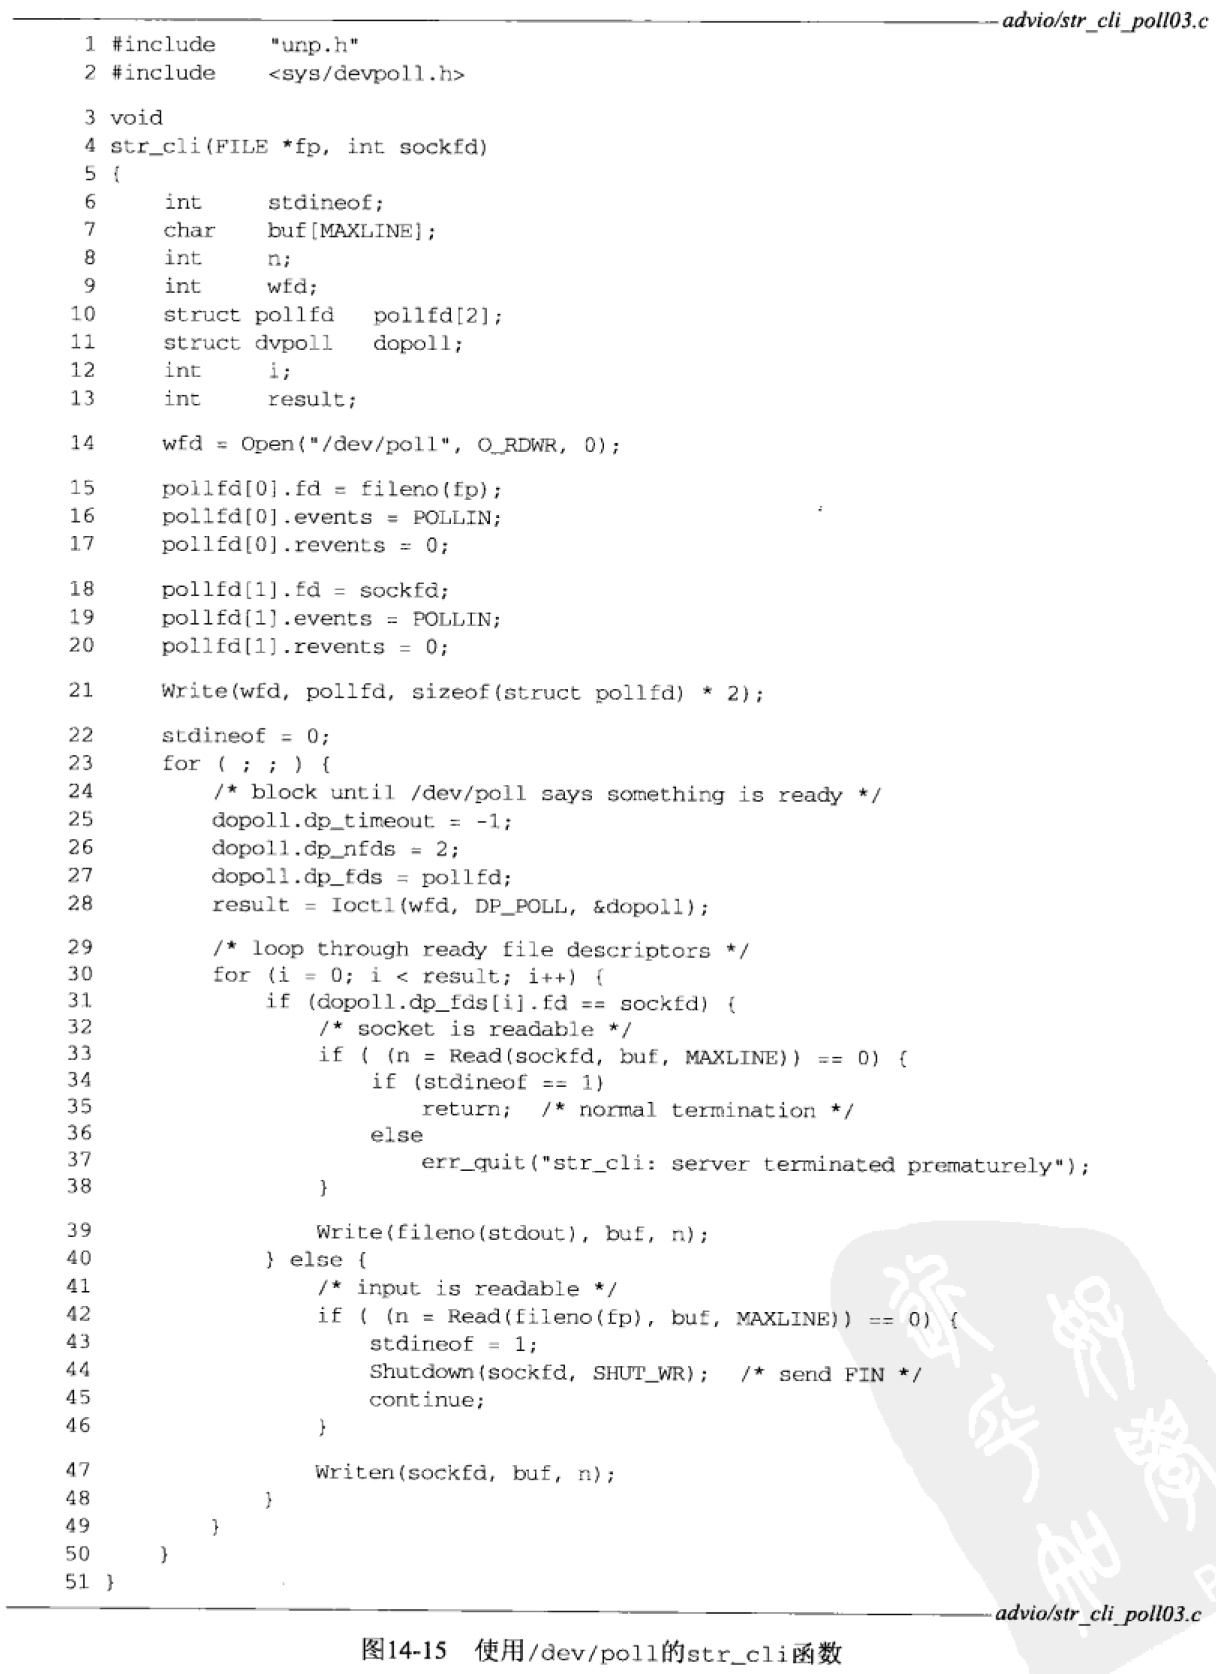 advio/str_cli_poll03.c
1 #include    "unp.h"
2 #include    <sys/devpoll.h>
3 void
4 str_cli(FILE *fp, int sockfd)
5 {
6     int     stdineof;
7     char    buf[MAXLINE];
8     int     n;
9     int     wfd;
10     struct pollfd   pollfd[2];
11     struct dvpoll   dopoll;
12     int     i;
13     int     result;
14     wfd = Open("/dev/poll", O_RDWR, 0);
15     pollfd[0].fd = fileno(fp);
16     pollfd[0].events = POLLIN;
17     pollfd[0].revents = 0;
18     pollfd[1].fd = sockfd;
19     pollfd[1].events = POLLIN;
20     pollfd[1].revents = 0;
21     Write(wfd, pollfd, sizeof(struct pollfd) * 2);
22     stdineof = 0;
23     for ( ; ; ) {
24         /* block until /dev/poll says something is ready */
25         dopoll.dp_timeout = -1;
26         dopoll.dp_nfds = 2;
27         dopoll.dp_fds = pollfd;
28         result = Ioctl(wfd, DP_POLL, &dopoll);
29         /* loop through ready file descriptors */
30         for (i = 0; i < result; i++) {
31             if (dopoll.dp_fds[i].fd == sockfd) {
32                 /* socket is readable */
33                 if ( (n = Read(sockfd, buf, MAXLINE)) == 0) {
34                     if (stdineof == 1)
35                         return;  /* normal termination */
36                     else
37                         err_quit("str_cli: server terminated prematurely");
38                 }
39                 Write(fileno(stdout), buf, n);
40             } else {
41                 /* input is readable */
42                 if ( (n = Read(fileno(fp), buf, MAXLINE)) == 0) {
43                     stdineof = 1;
44                     Shutdown(sockfd, SHUT_WR);  /* send FIN */
45                     continue;
46                 }
47                 Writen(sockfd, buf, n);
48             }
49         }
50     }
51 }
advio/str_cli_poll03.c
图14-15 使用/dev/poll的str_cli函数